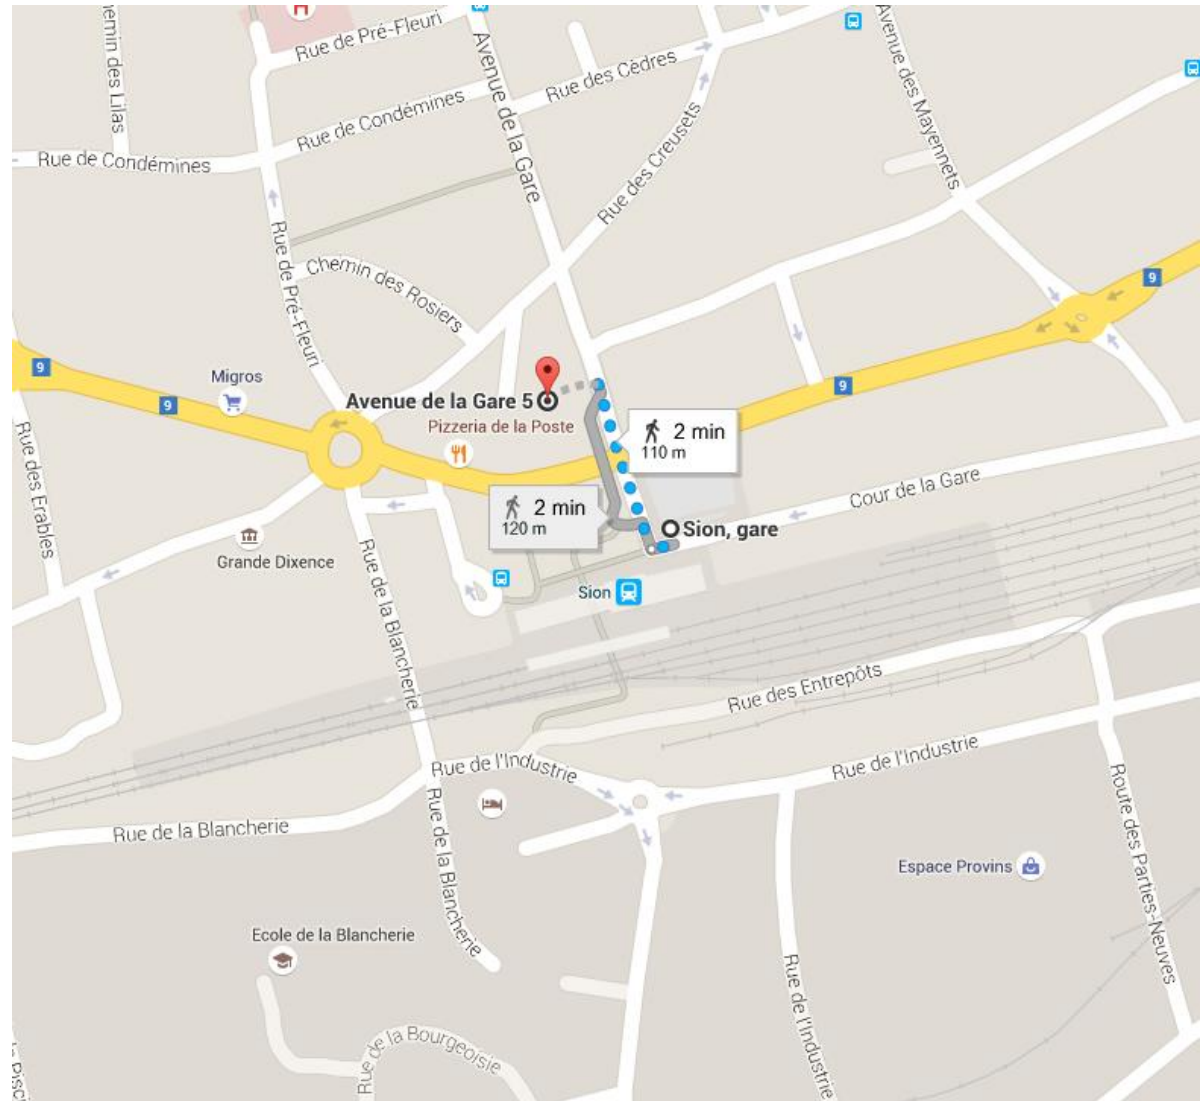 Rue de Pré-Fleuri
Avenue de la Gare
Avenue des Mayennets
hemin des Lilas
Rue des Cèdres
Rue de Condémines
Rue de Condémines
Rue des Creusets
Rue de Pré-Fleuri
Chemin des Rosiers
9
9
9
9
Migros
Avenue de la Gare 5
Pizzeria de la Poste
2 min
110 m
Rue des Erables
2 min
120 m
Cour de la Gare
Sion, gare
Grande Dixence
Rue de la Blancherie
Sion
Rue des Entrepôts
Rue de l'Industrie
Rue de l'Industrie
Rue de la Blancherie
Rue de la Blancherie
Route des Parties-Neuves
Espace Provins
Ecole de la Blancherie
Rue de l'Industrie
Rue de la Bourgeoisie